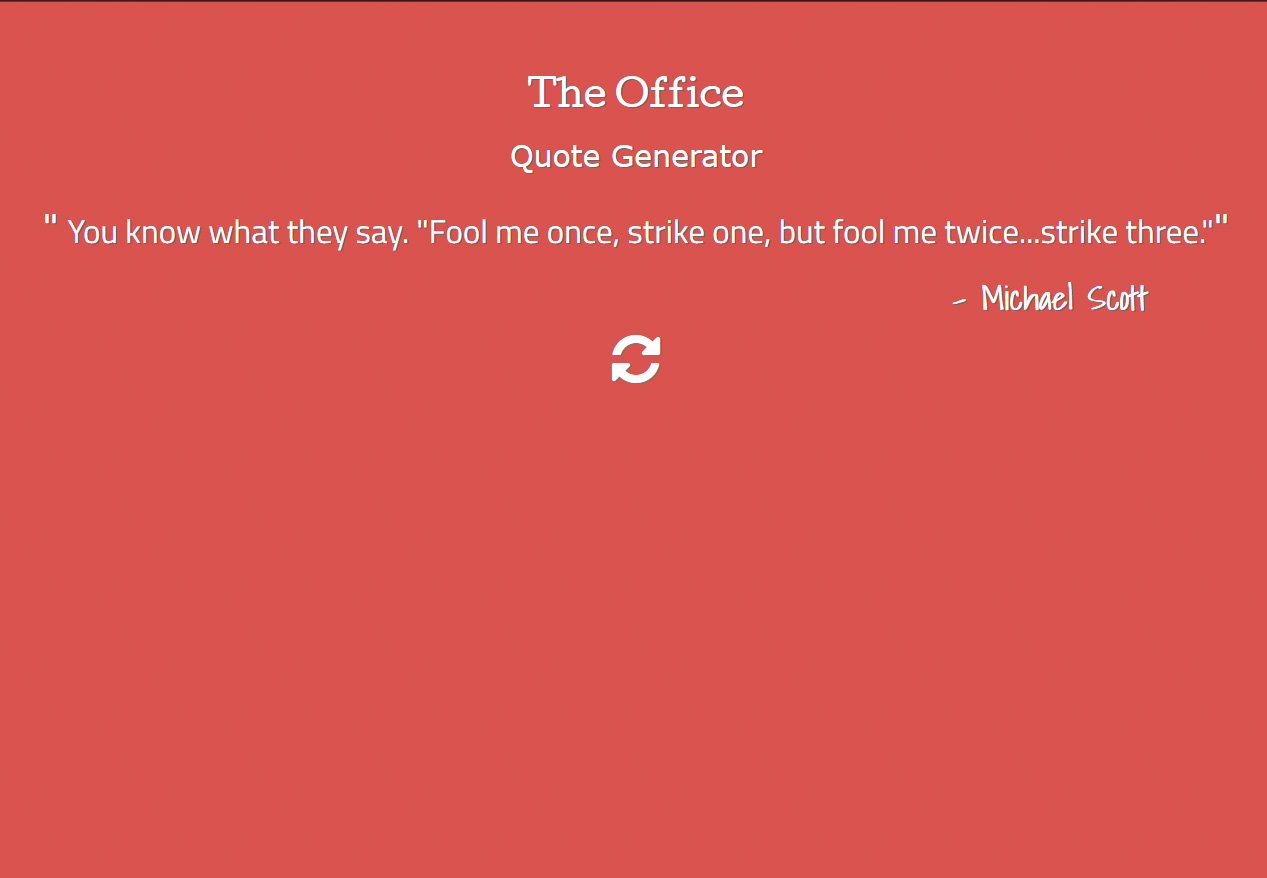 The Office
Quote Generator
" You know what they say. "Fool me once, strike one, but fool me twice...strike three.""
- Michael Scott